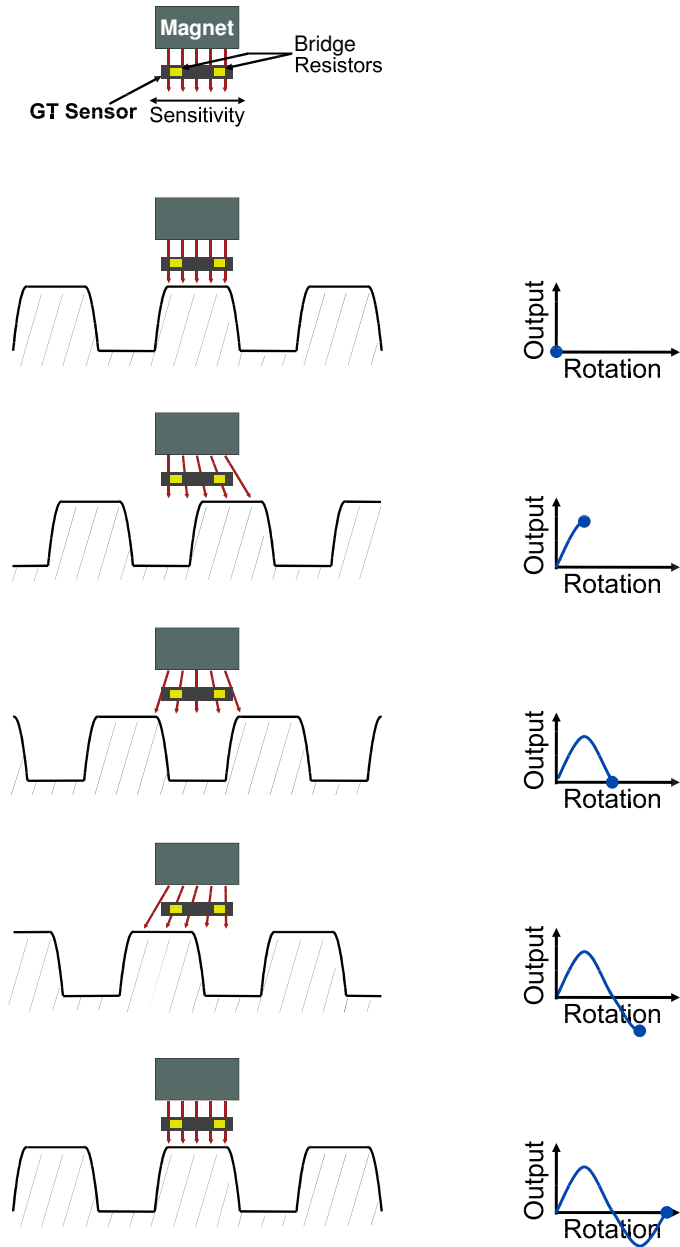 Magnet
Bridge
Resistors
GT Sensor
Sensitivity
Output
Rotation
Output
Rotation
Output
Rotation
Output
Rotation
Output
Rotation